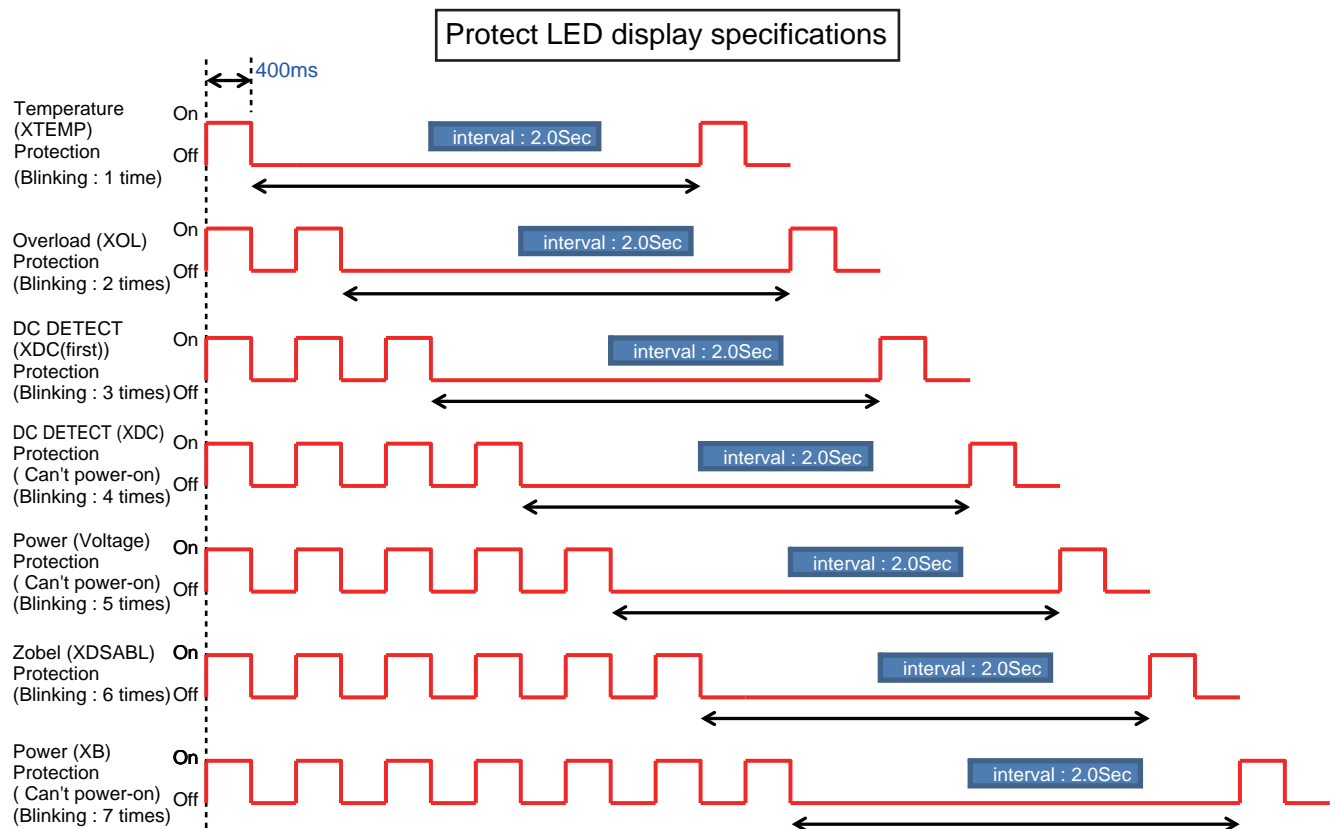 Protect LED display specifications
400ms
Temperature
(XTEMP)
Protection
(Blinking : 1 time)
On
Off
interval : 2.0Sec
Overload (XOL)
Protection
(Blinking : 2 times)
On
Off
interval : 2.0Sec
DC DETECT
(XDC(first))
Protection
(Blinking : 3 times)
On
Off
interval : 2.0Sec
DC DETECT (XDC)
Protection
( Can't power-on)
(Blinking : 4 times)
On
Off
interval : 2.0Sec
Power (Voltage)
Protection
( Can't power-on)
(Blinking : 5 times)
On
Off
interval : 2.0Sec
Zobel (XDSABL)
Protection
(Blinking : 6 times)
On
Off
interval : 2.0Sec
Power (XB)
Protection
( Can't power-on)
(Blinking : 7 times)
On
Off
interval : 2.0Sec